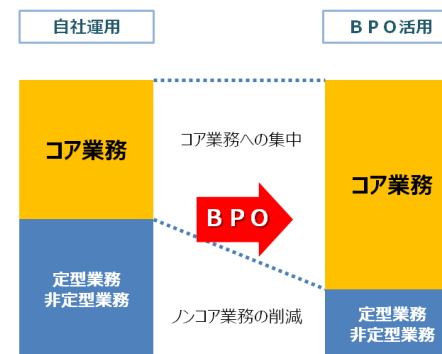 自社運用
BPO活用
コア業務
コア業務への集中
コア業務
BPO
定型業務
非定型業務
ノンコア業務の削減
定型業務
非定型業務